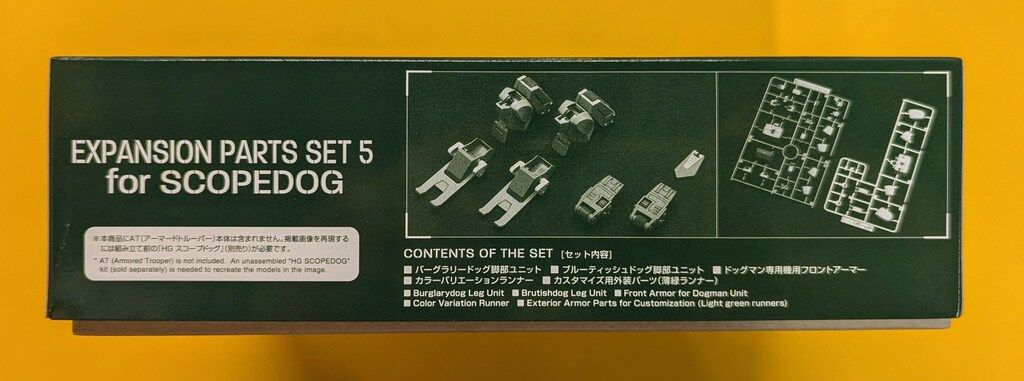 EXPANSION PARTS SET 5
for SCOPEDOG
※本商品にAT(アーマードトルーパー)本体は含まれません。掲載画像を再現する
には組み立て前の「HG スコープドッグ」(別売り)が必要です。
* AT (Armored Trooper) is not included. An unassembled "HG SCOPEDOG"
kit (sold separately) is needed to recreate the models in the image.
CONTENTS OF THE SET [セット内容]
■ バーグラリードッグ脚部ユニット ■ ブルーティッシュドッグ脚部ユニット ■ ドッグマン専用機用フロントアーマー
■ カラーバリエーションランナー ■ カスタマイズ用外装パーツ(薄緑ランナー)
■ Burglarydog Leg Unit ■ Brutishdog Leg Unit ■ Front Armor for Dogman Unit
■ Color Variation Runner ■ Exterior Armor Parts for Customization (Light green runners)